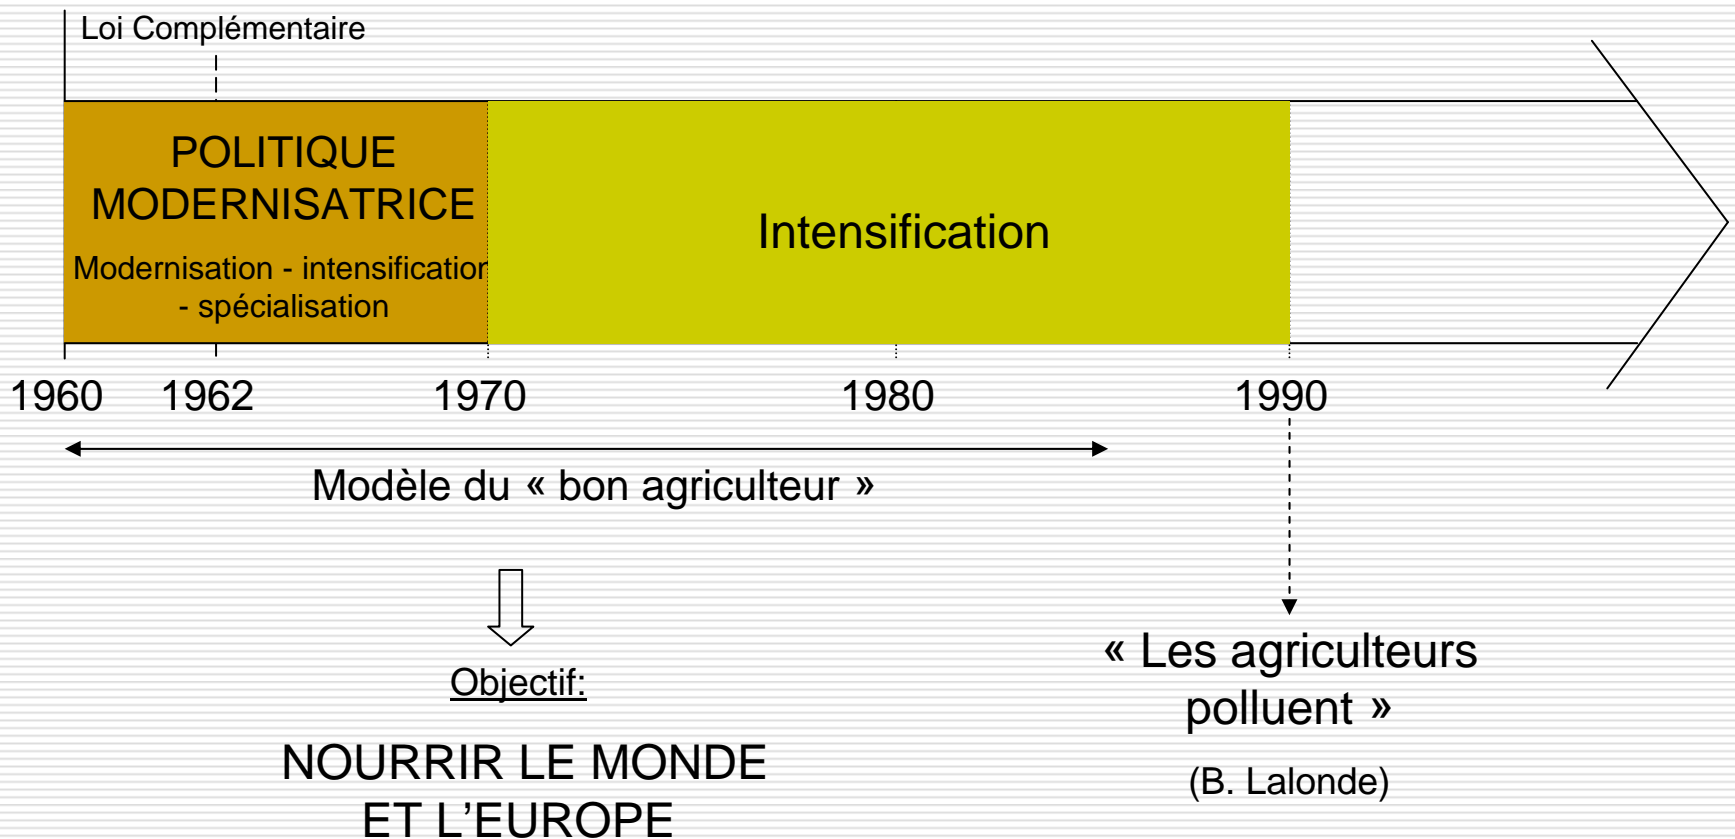 Loi Complémentaire
POLITIQUE
MODERNISATRICE
Modernisation - intensification
- spécialisation
Intensification
1960
1962
1970
1980
1990
Modèle du « bon agriculteur »
Objectif:
NOURRIR LE MONDE
ET L’EUROPE
« Les agriculteurs
polluent »
(B. Lalonde)